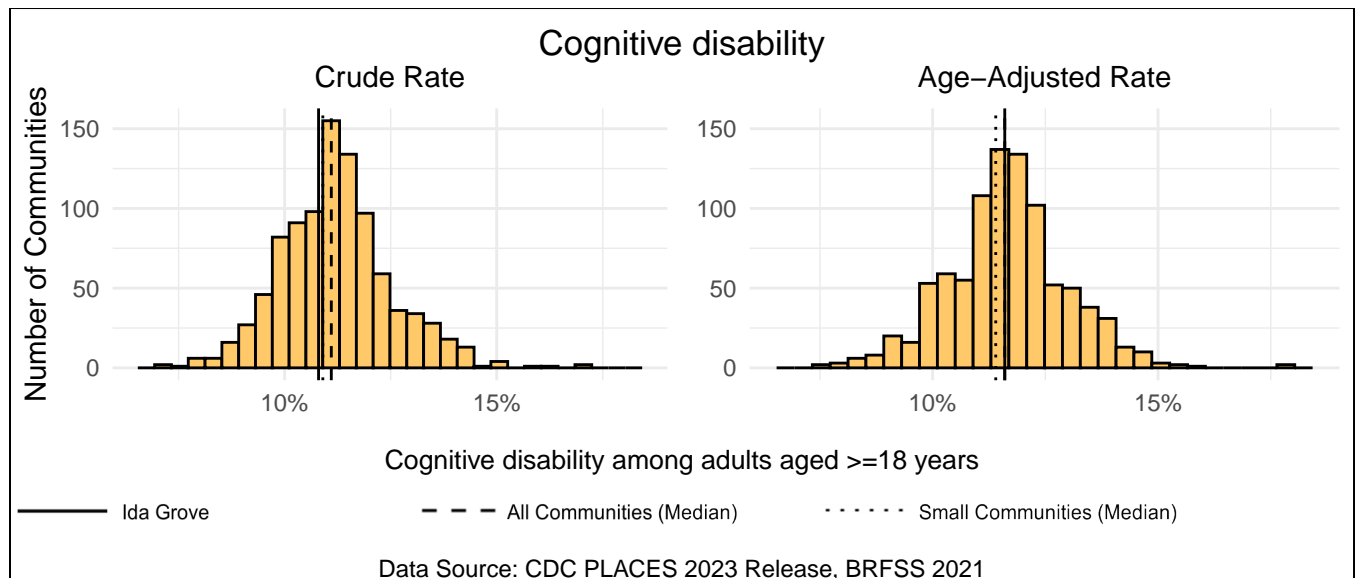 Cognitive disability
Crude Rate
Age−Adjusted Rate
Number of Communities
150
100
50
0
10%
15%
150
100
50
0
10%
15%
Cognitive disability among adults aged >=18 years
Ida Grove
All Communities (Median)
Small Communities (Median)
Data Source: CDC PLACES 2023 Release, BRFSS 2021